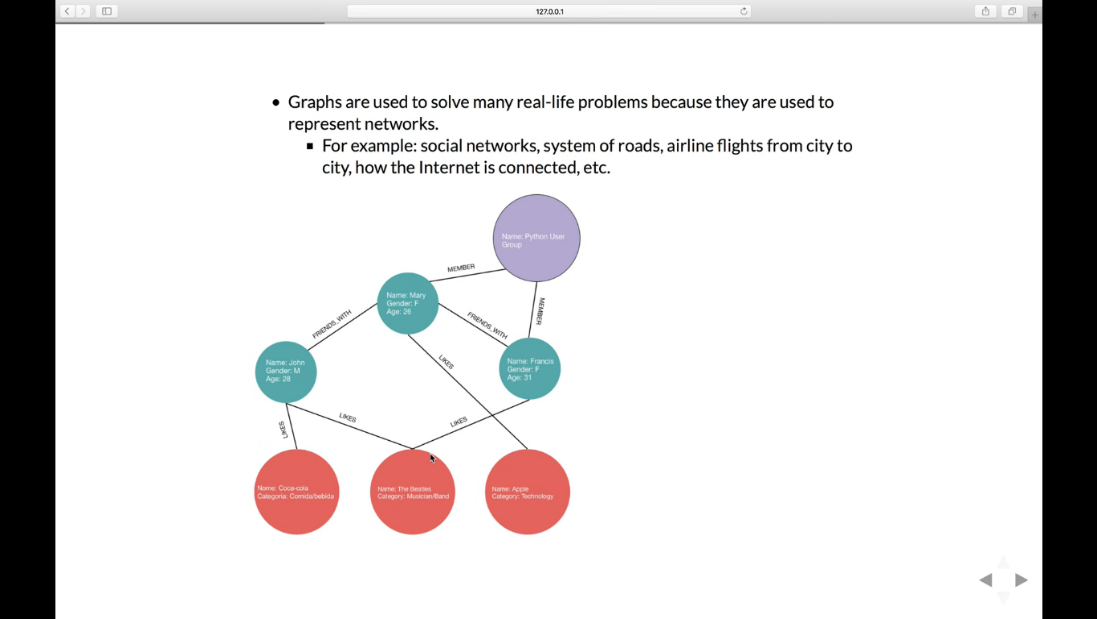 127.0.0.1
• Graphs are used to solve many real-life problems because they are used to
represent networks.
▪ For example: social networks, system of roads, airline flights from city to
city, how the Internet is connected, etc.
Name: Python User
Group
MEMBER
Name: Mary
Gender: F
Age: 26
MEMBER
FRIENDS_WITH
FRIENDS_WITH
Name: John
Gender: M
Age: 28
LIKES
Name: Francis
Gender: F
Age: 31
LIKES
LIKES
LIKES
Name: Coca-cola
Categoria: Comida/bebida
Name: The Beatles
Category: Musician/Band
Name: Apple
Category: Technology